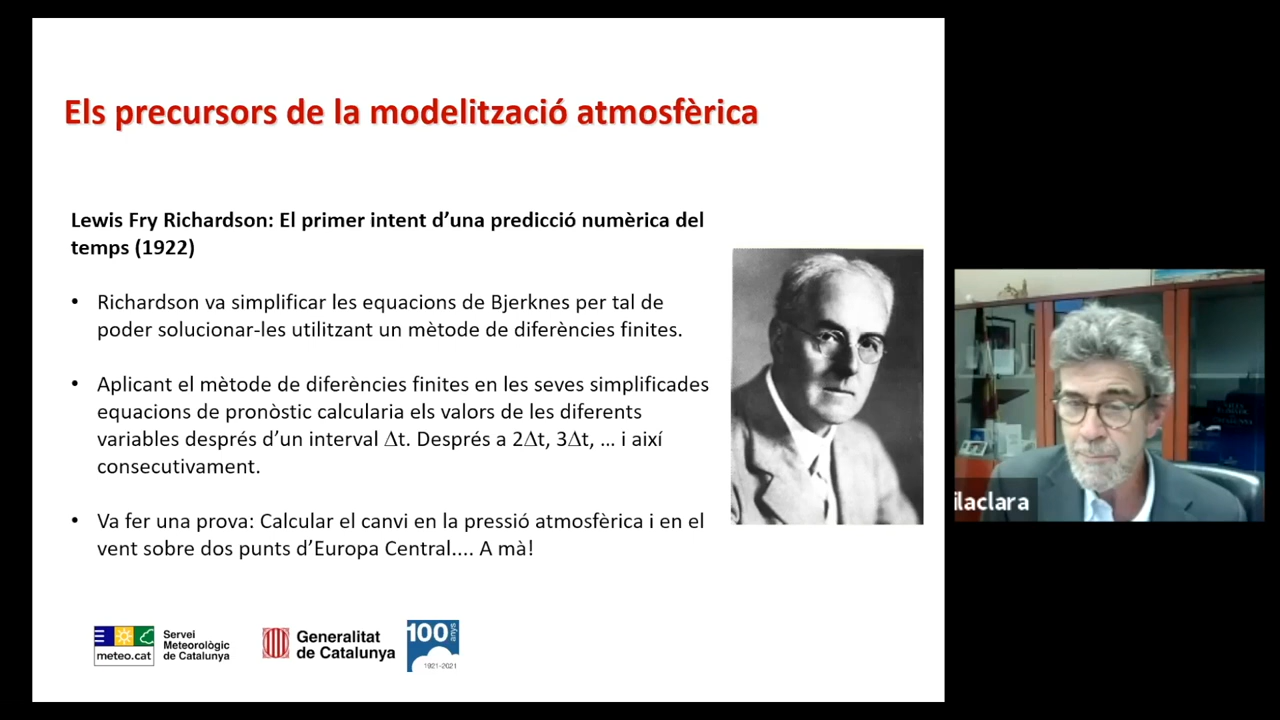 Els precursors de la modelització atmosfèrica
Lewis Fry Richardson: El primer intent d’una predicció numèrica del
temps (1922)
• Richardson va simplificar les equacions de Bjerknes per tal de
poder solucionar-les utilitzant un mètode de diferències finites.
• Aplicant el mètode de diferències finites en les seves simplificades
equacions de pronòstic calcularia els valors de les diferents
variables després d’un interval Δt. Després a 2Δt, 3Δt, … i així
consecutivament.
• Va fer una prova: Calcular el canvi en la pressió atmosfèrica i en el
vent sobre dos punts d’Europa Central.... A mà!
ilaclara
meteo.cat
Servei
Meteorològic
de Catalunya
Generalitat
de Catalunya
100 anys
1921-2021